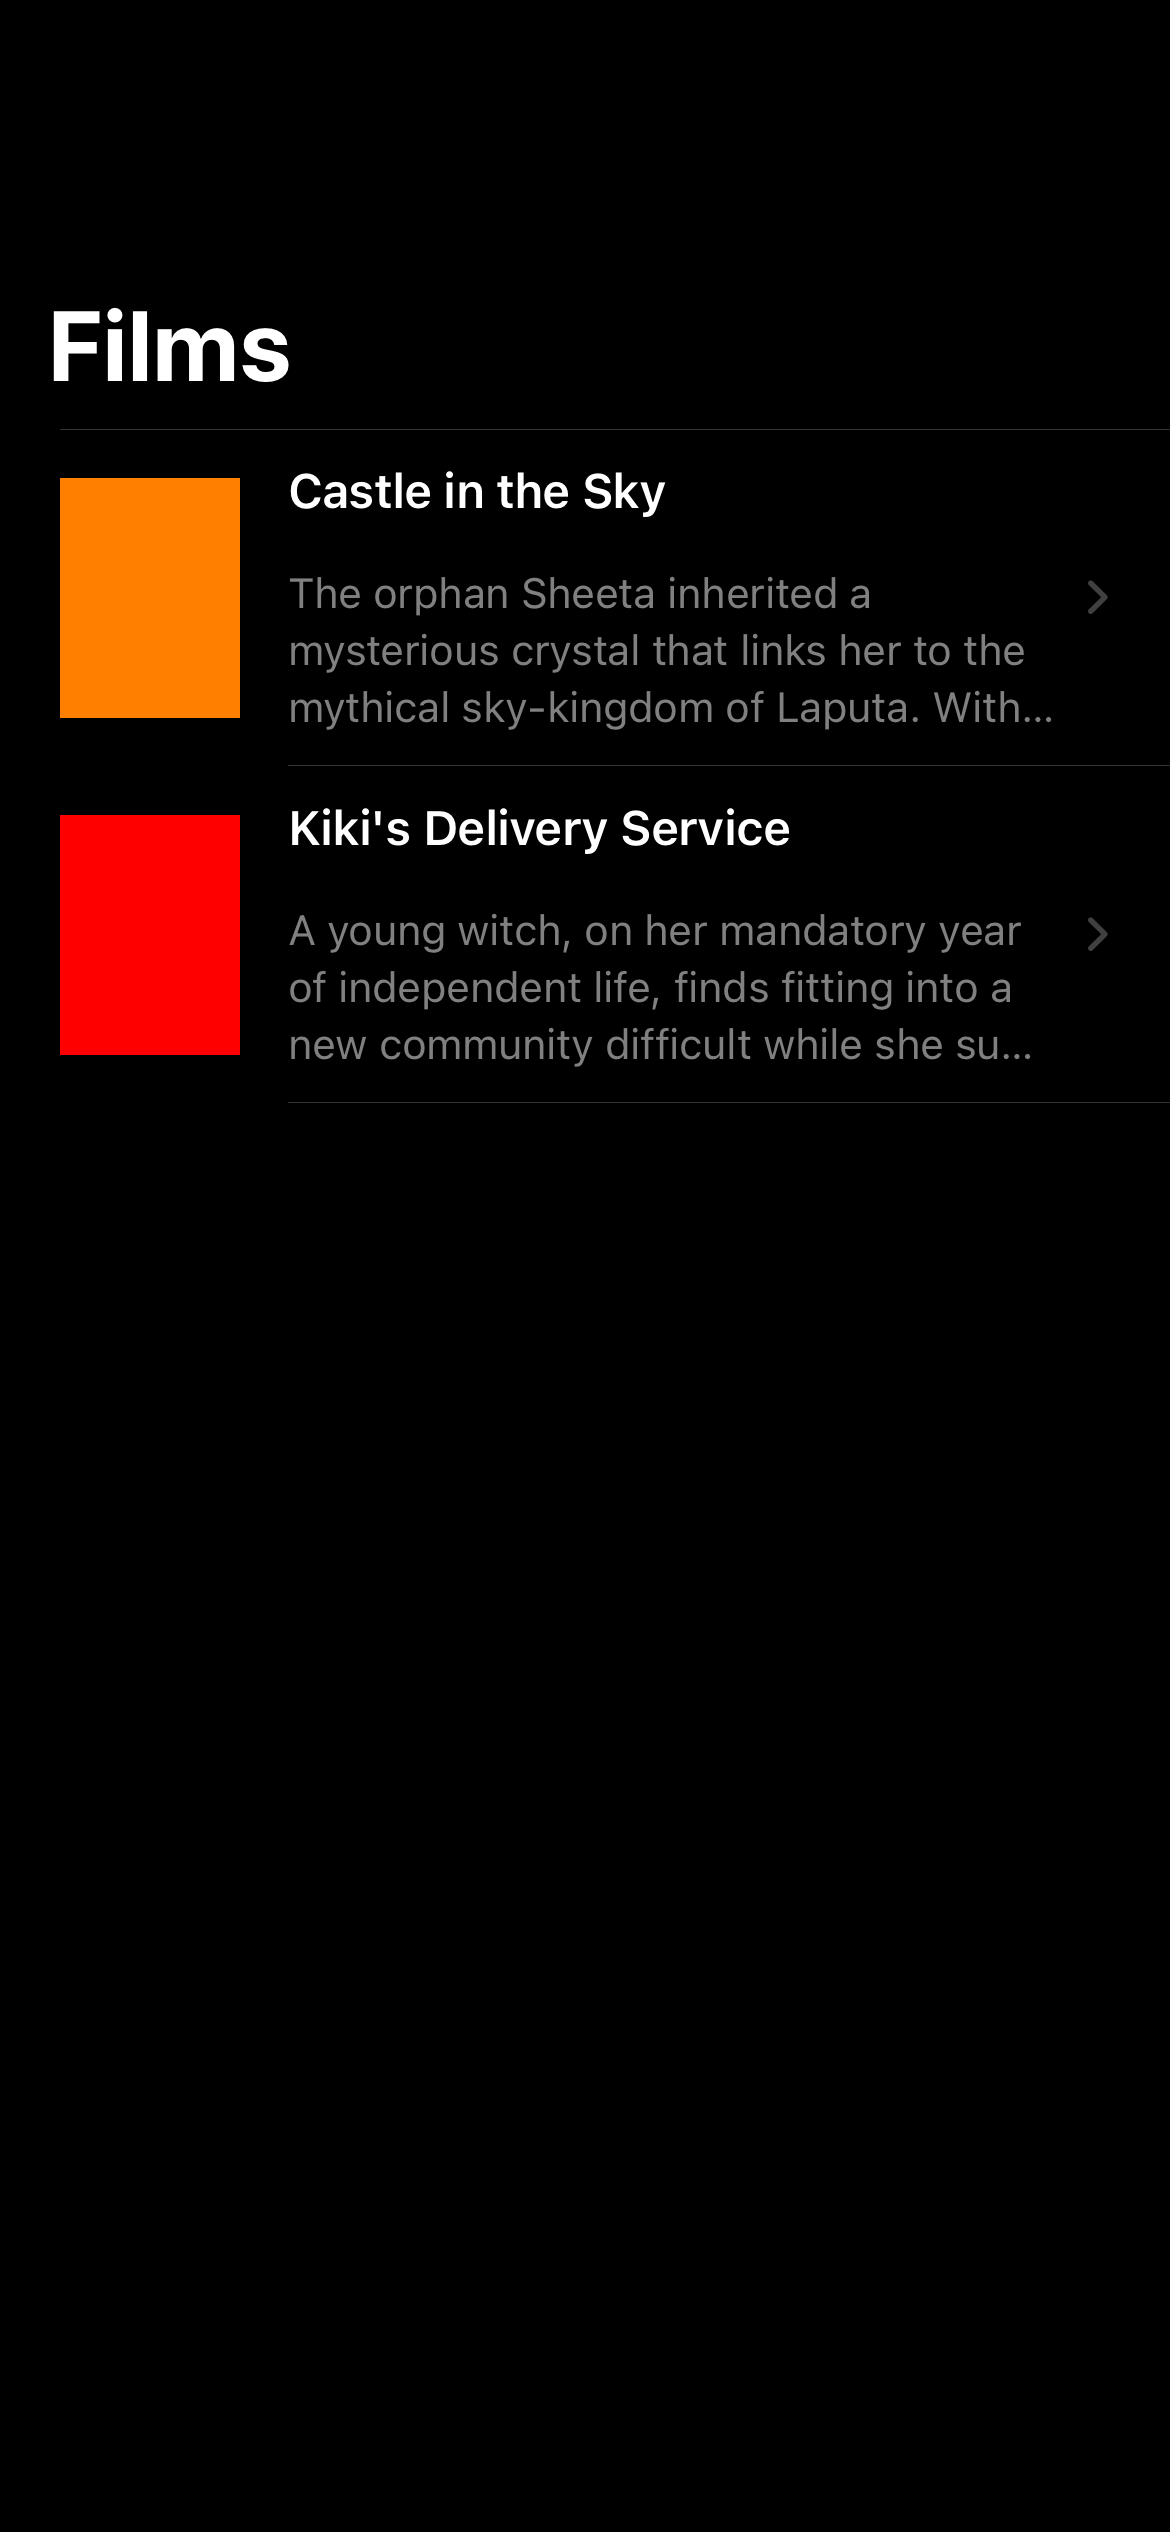 Films
Castle in the Sky
The orphan Sheeta inherited a
mysterious crystal that links her to the
mythical sky-kingdom of Laputa. With...
Kiki's Delivery Service
A young witch, on her mandatory year
of independent life, finds fitting into a
new community difficult while she su...